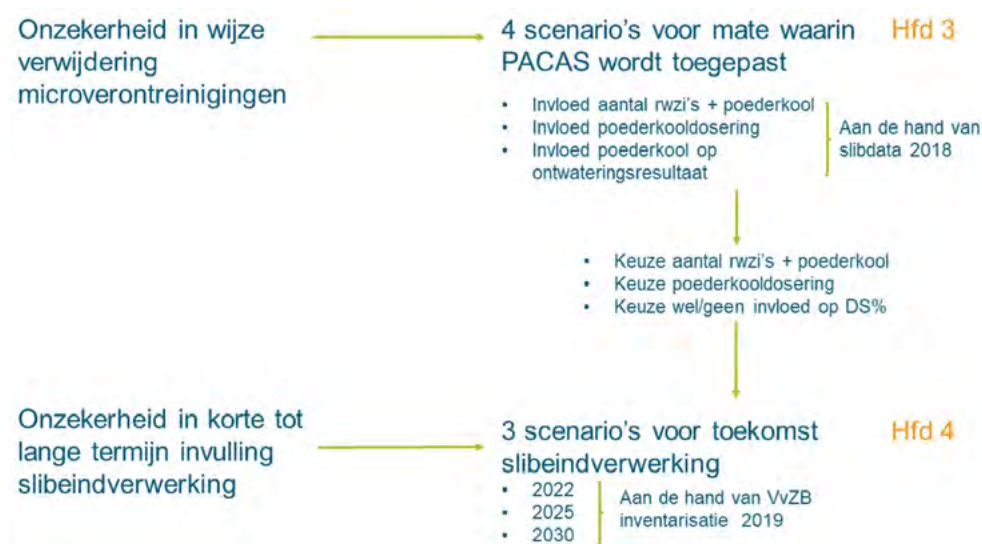 Onzekerheid in wijze
verwijdering
microverontreinigingen
4 scenario's voor mate waarin
PACAS wordt toegepast
Hfd 3
• Invloed aantal rwzi's + poederkool
• Invloed poederkooldosering
• Invloed poederkool op
ontwateringsresultaat
Aan de hand van
slibdata 2018
• Keuze aantal rwzi's + poederkool
• Keuze poederkooldosering
• Keuze wel/geen invloed op DS%
Onzekerheid in korte tot
lange termijn invulling
slibeindverwerking
3 scenario's voor toekomst
slibeindverwerking
Hfd 4
• 2022
• 2025
• 2030
Aan de hand van VvZB
inventarisatie 2019